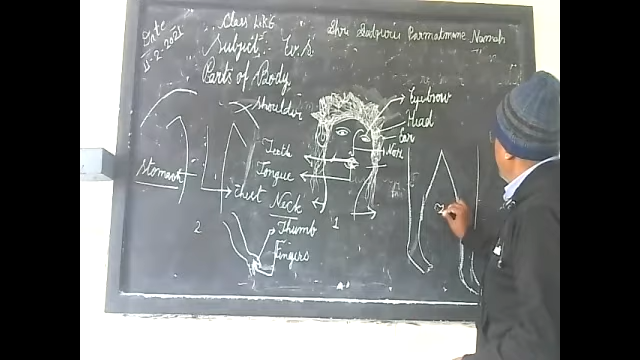 Date
11-2-2021
Class LKG
Shri Sadguru Parmatmane Namah
Subject :- E.V.S.
Parts of Body
Shoulder
Eyebrow
Head
Ear
Nose
Teeth
Tongue
Stomach
Chest
Neck
Thumb
Fingers
2
1